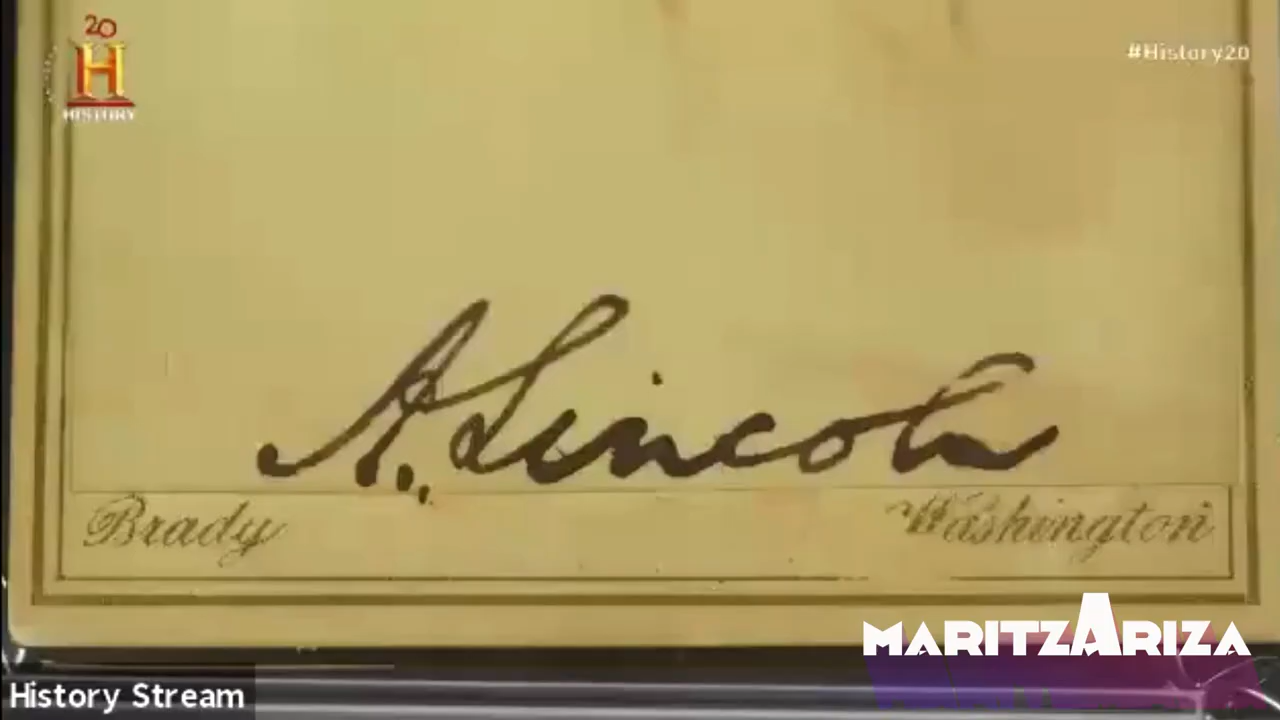 20
H
HISTORY
#History20
A. Lincoln
Brady Washington
MARITZARIZA
History Stream